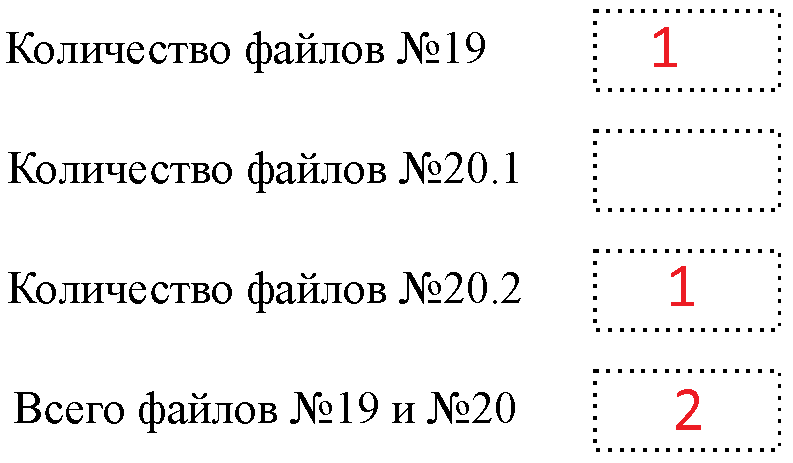 Количество файлов №19 1
Количество файлов №20.1
Количество файлов №20.2 1
Всего файлов №19 и №20 2